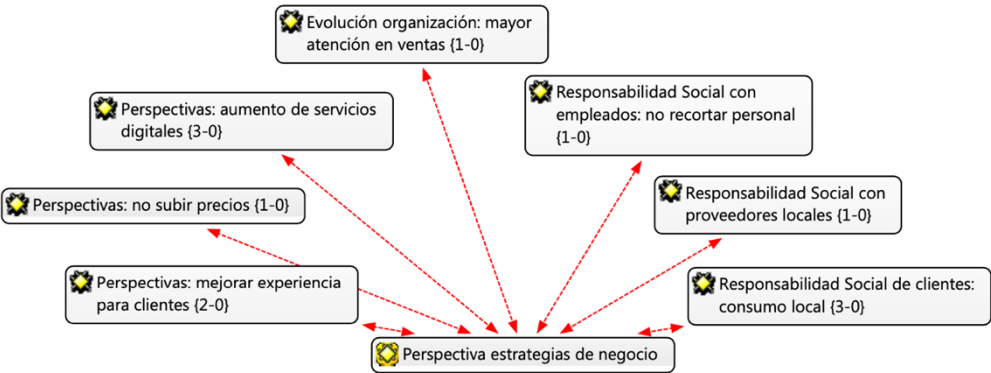 Evolución organización: mayor
atención en ventas {1-0}
Perspectivas: aumento de servicios
digitales {3-0}
Responsabilidad Social con
empleados: no recortar personal
{1-0}
Perspectivas: no subir precios {1-0}
Responsabilidad Social con
proveedores locales {1-0}
Perspectivas: mejorar experiencia
para clientes {2-0}
Responsabilidad Social de clientes:
consumo local {3-0}
Perspectiva estrategias de negocio